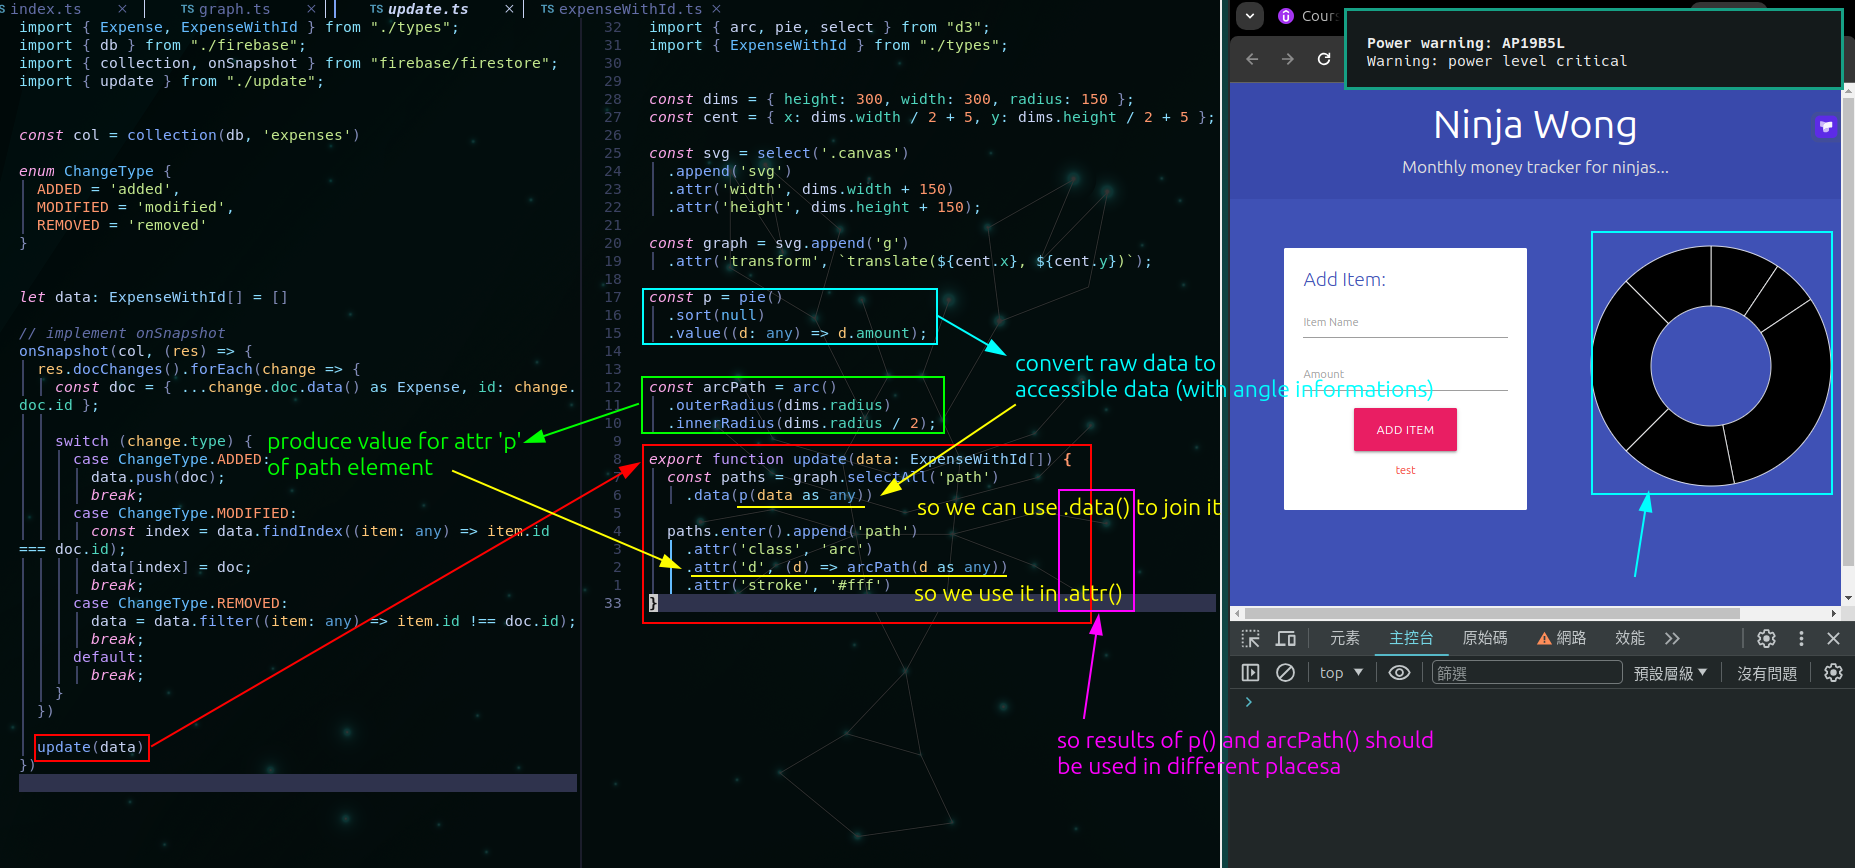 index.ts ×
TS graph.ts ×
TS update.ts ×
TS expenseWithId.ts ×
import { Expense, ExpenseWithId } from "./types";
import { db } from "./firebase";
import { collection, onSnapshot } from "firebase/firestore";
import { update } from "./update";
const col = collection(db, 'expenses')
enum ChangeType {
ADDED = 'added',
MODIFIED = 'modified',
REMOVED = 'removed'
}
let data: ExpenseWithId[] = []
// implement onSnapshot
onSnapshot(col, (res) => {
res.docChanges().forEach(change => {
const doc = { ...change.doc.data() as Expense, id: change.
doc.id };
switch (change.type) {
case ChangeType.ADDED:
data.push(doc);
break;
case ChangeType.MODIFIED:
const index = data.findIndex((item: any) => item.id
=== doc.id);
data[index] = doc;
break;
case ChangeType.REMOVED:
data = data.filter((item: any) => item.id !== doc.id);
break;
default:
break;
}
})
update(data)
})
produce value for attr 'p'
of path element
32 import { arc, pie, select } from "d3";
31 import { ExpenseWithId } from "./types";
30
29
28 const dims = { height: 300, width: 300, radius: 150 };
27 const cent = { x: dims.width / 2 + 5, y: dims.height / 2 + 5 };
26
25 const svg = select('.canvas')
24 .append('svg')
23 .attr('width', dims.width + 150)
22 .attr('height', dims.height + 150);
21
20 const graph = svg.append('g')
19 .attr('transform', `translate(${cent.x}, ${cent.y})`);
18
17 const p = pie()
16 .sort(null)
15 .value((d: any) => d.amount);
14
13
12 const arcPath = arc()
11 .outerRadius(dims.radius)
10 .innerRadius(dims.radius / 2);
9
8 export function update(data: ExpenseWithId[]) {
7 const paths = graph.selectAll('path')
6 .data(p(data as any))
5
4 paths.enter().append('path')
3 .attr('class', 'arc')
2 .attr('d', (d) => arcPath(d as any))
1 .attr('stroke', '#fff')
33 }
convert raw data to
accessible data (with angle informations)
so we can use .data() to join it
so we use it in .attr()
so results of p() and arcPath() should
be used in different placesa
Cours
Power warning: AP19B5L
Warning: power level critical
Ninja Wong
Monthly money tracker for ninjas...
Add Item:
Item Name
Amount
ADD ITEM
test
元素
主控台
原始碼
網路
效能
top
篩選
預設層級
沒有問題